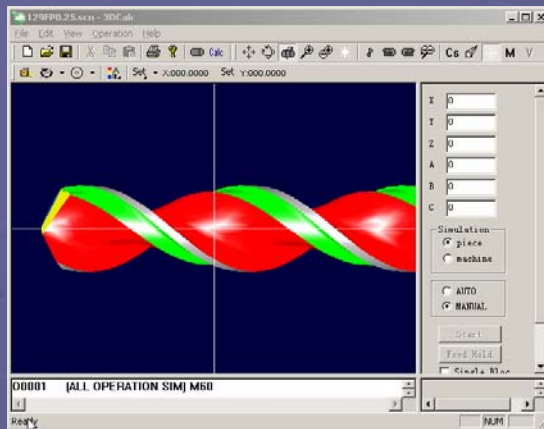 129FP0.25.scn - 3DCalc
File Edit View Operation Help
Calc Cs M V
Set X:000.0000 Set Y:000.0000
X 0
Y 0
Z 0
A 0
B 0
C 0
Simulation
piece
machine
AUTO
MANUAL
Start
Feed Hold
Single Bloc
O0001 (ALL OPERATION SIM) M60
Ready
NUM